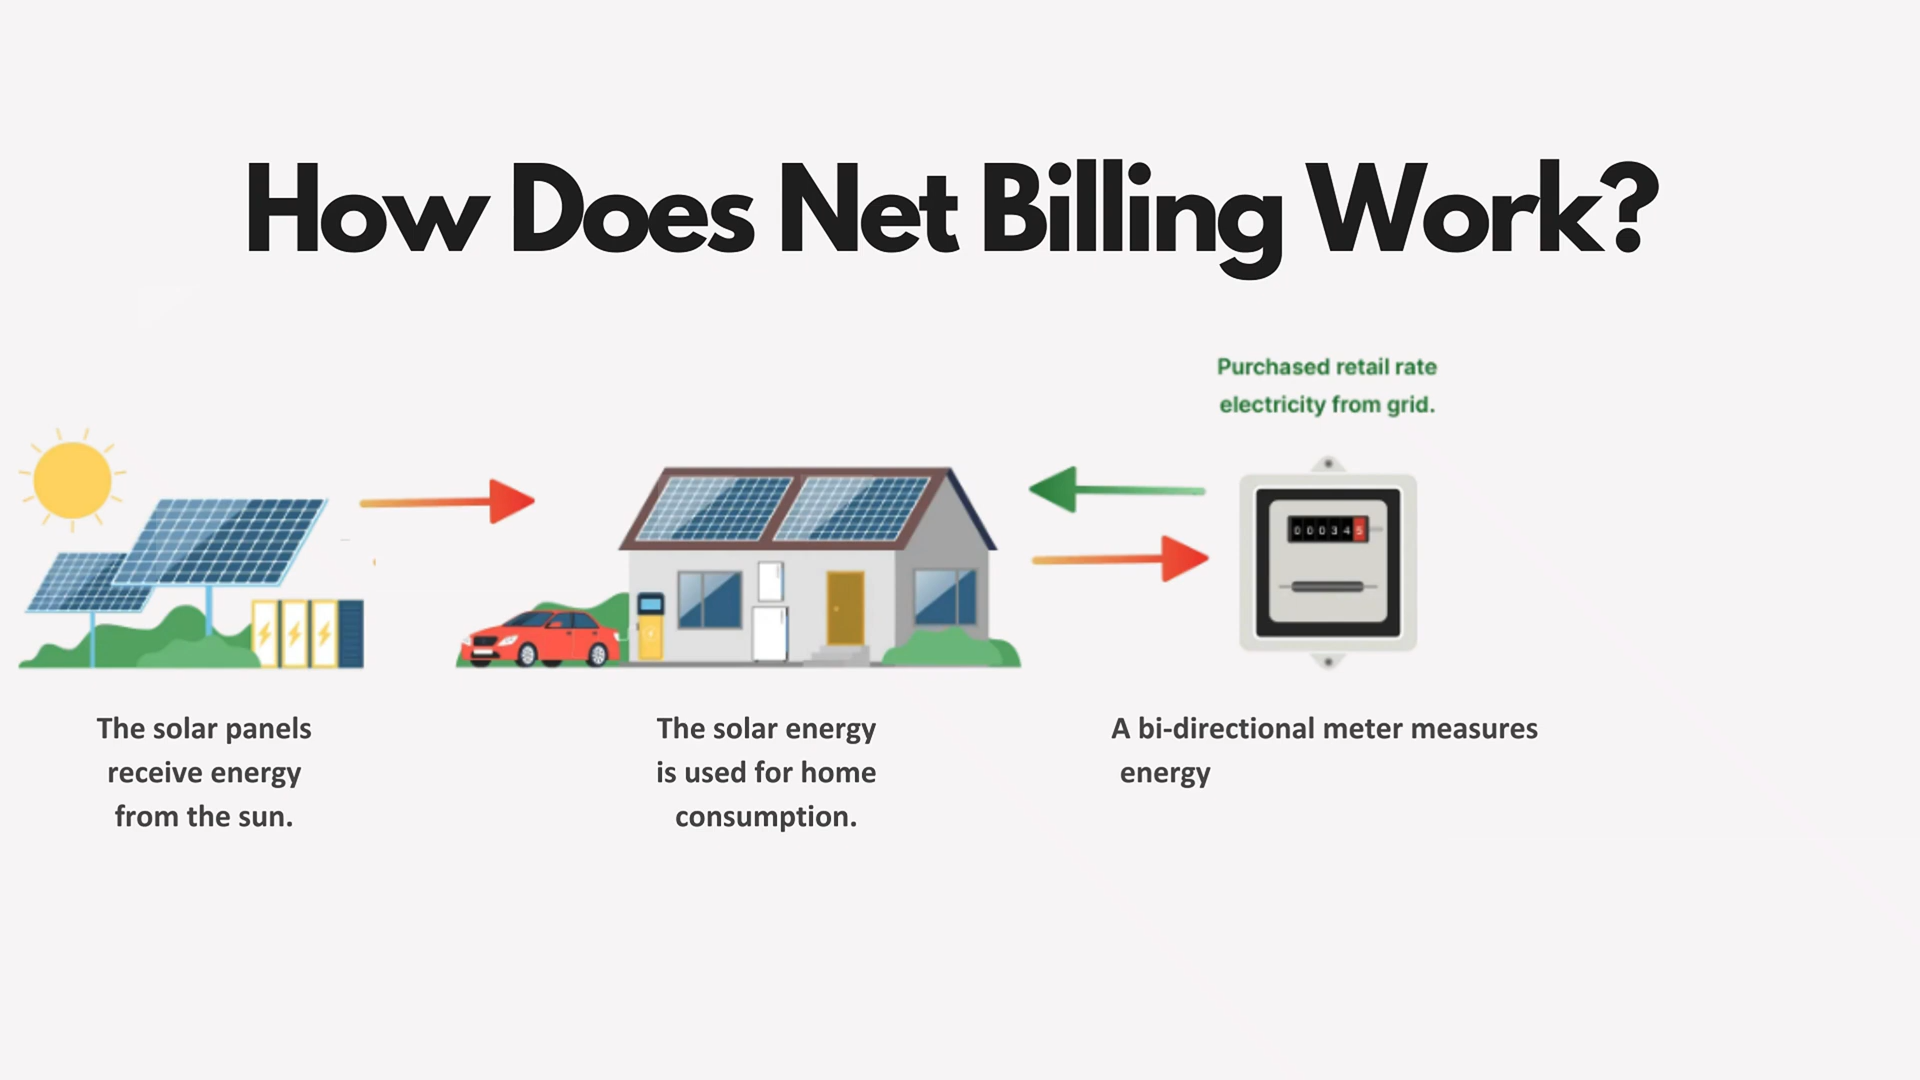 How Does Net Billing Work?
Purchased retail rate
electricity from grid.
000345
The solar panels
receive energy
from the sun.
The solar energy
is used for home
consumption.
A bi-directional meter measures
energy